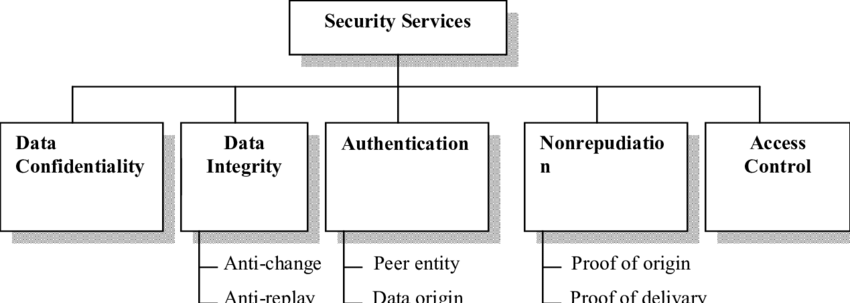 Security Services
Data
Confidentiality
Data
Integrity
Authentication
Nonrepudiatio
n
Access
Control
Anti-change
Anti-replay
Peer entity
Data origin
Proof of origin
Proof of delivary